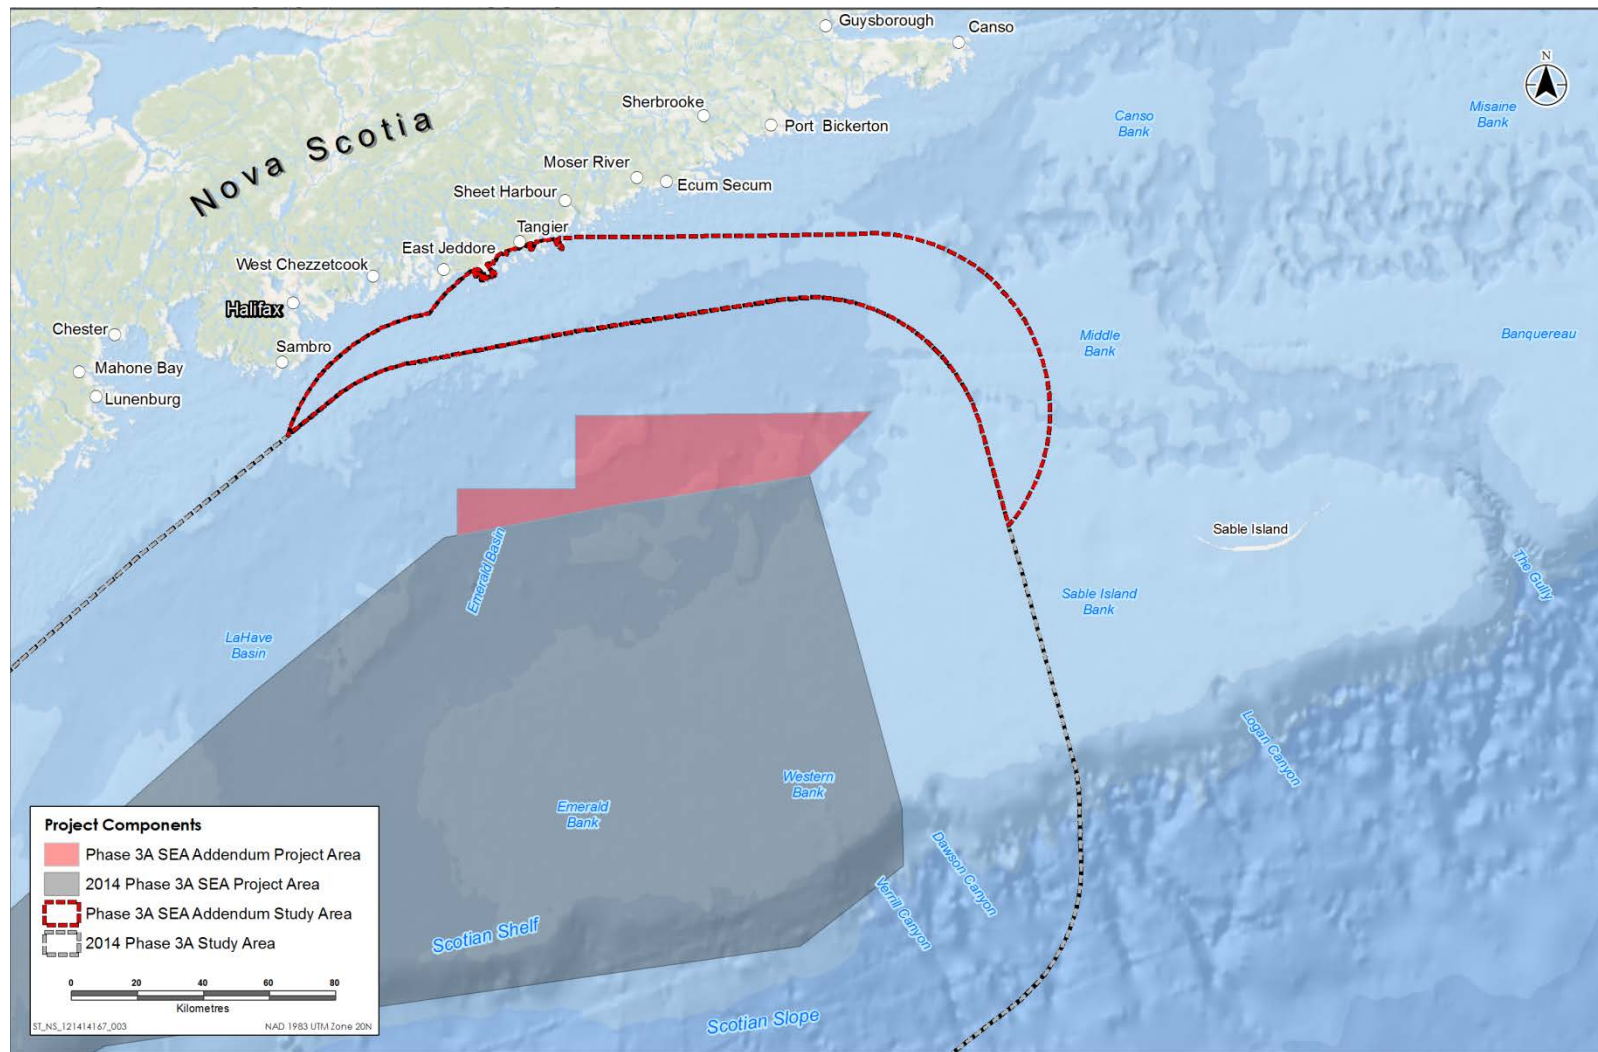 Guysborough
Canso
N
Sherbrooke
Port Bickerton
Canso
Bank
Misaine
Bank
Nova Scotia
Moser River
Ecum Secum
Sheet Harbour
Tangier
East Jeddore
West Chezzetcook
Halifax
Chester
Sambro
Mahone Bay
Lunenburg
Middle
Bank
Banquereau
Sable Island
Emerald Basin
The Gully
Sable Island
Bank
LaHave
Basin
Logan Canyon
Western
Bank
Emerald
Bank
Dawson Canyon
Verrill Canyon
Scotian Shelf
Scotian Slope
Project Components
Phase 3A SEA Addendum Project Area
2014 Phase 3A SEA Project Area
Phase 3A SEA Addendum Study Area
2014 Phase 3A Study Area
0 20 40 60 80
Kilometres
ST_NS_121414167_003
NAD 1983 UTM Zone 20N